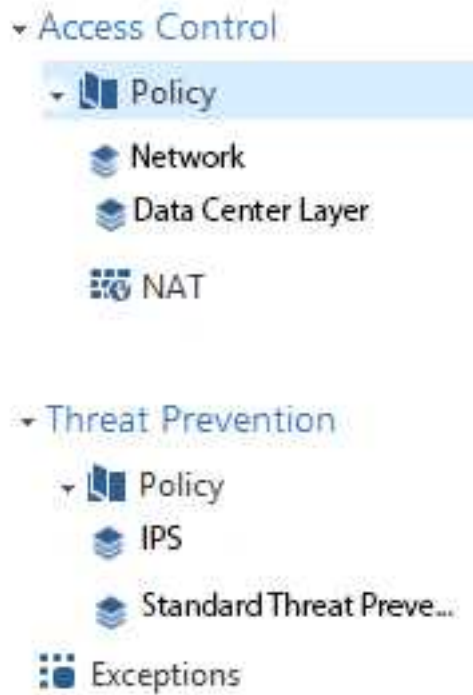 Access Control
Policy
Network
Data Center Layer
NAT
Threat Prevention
Policy
IPS
Standard Threat Preve...
Exceptions